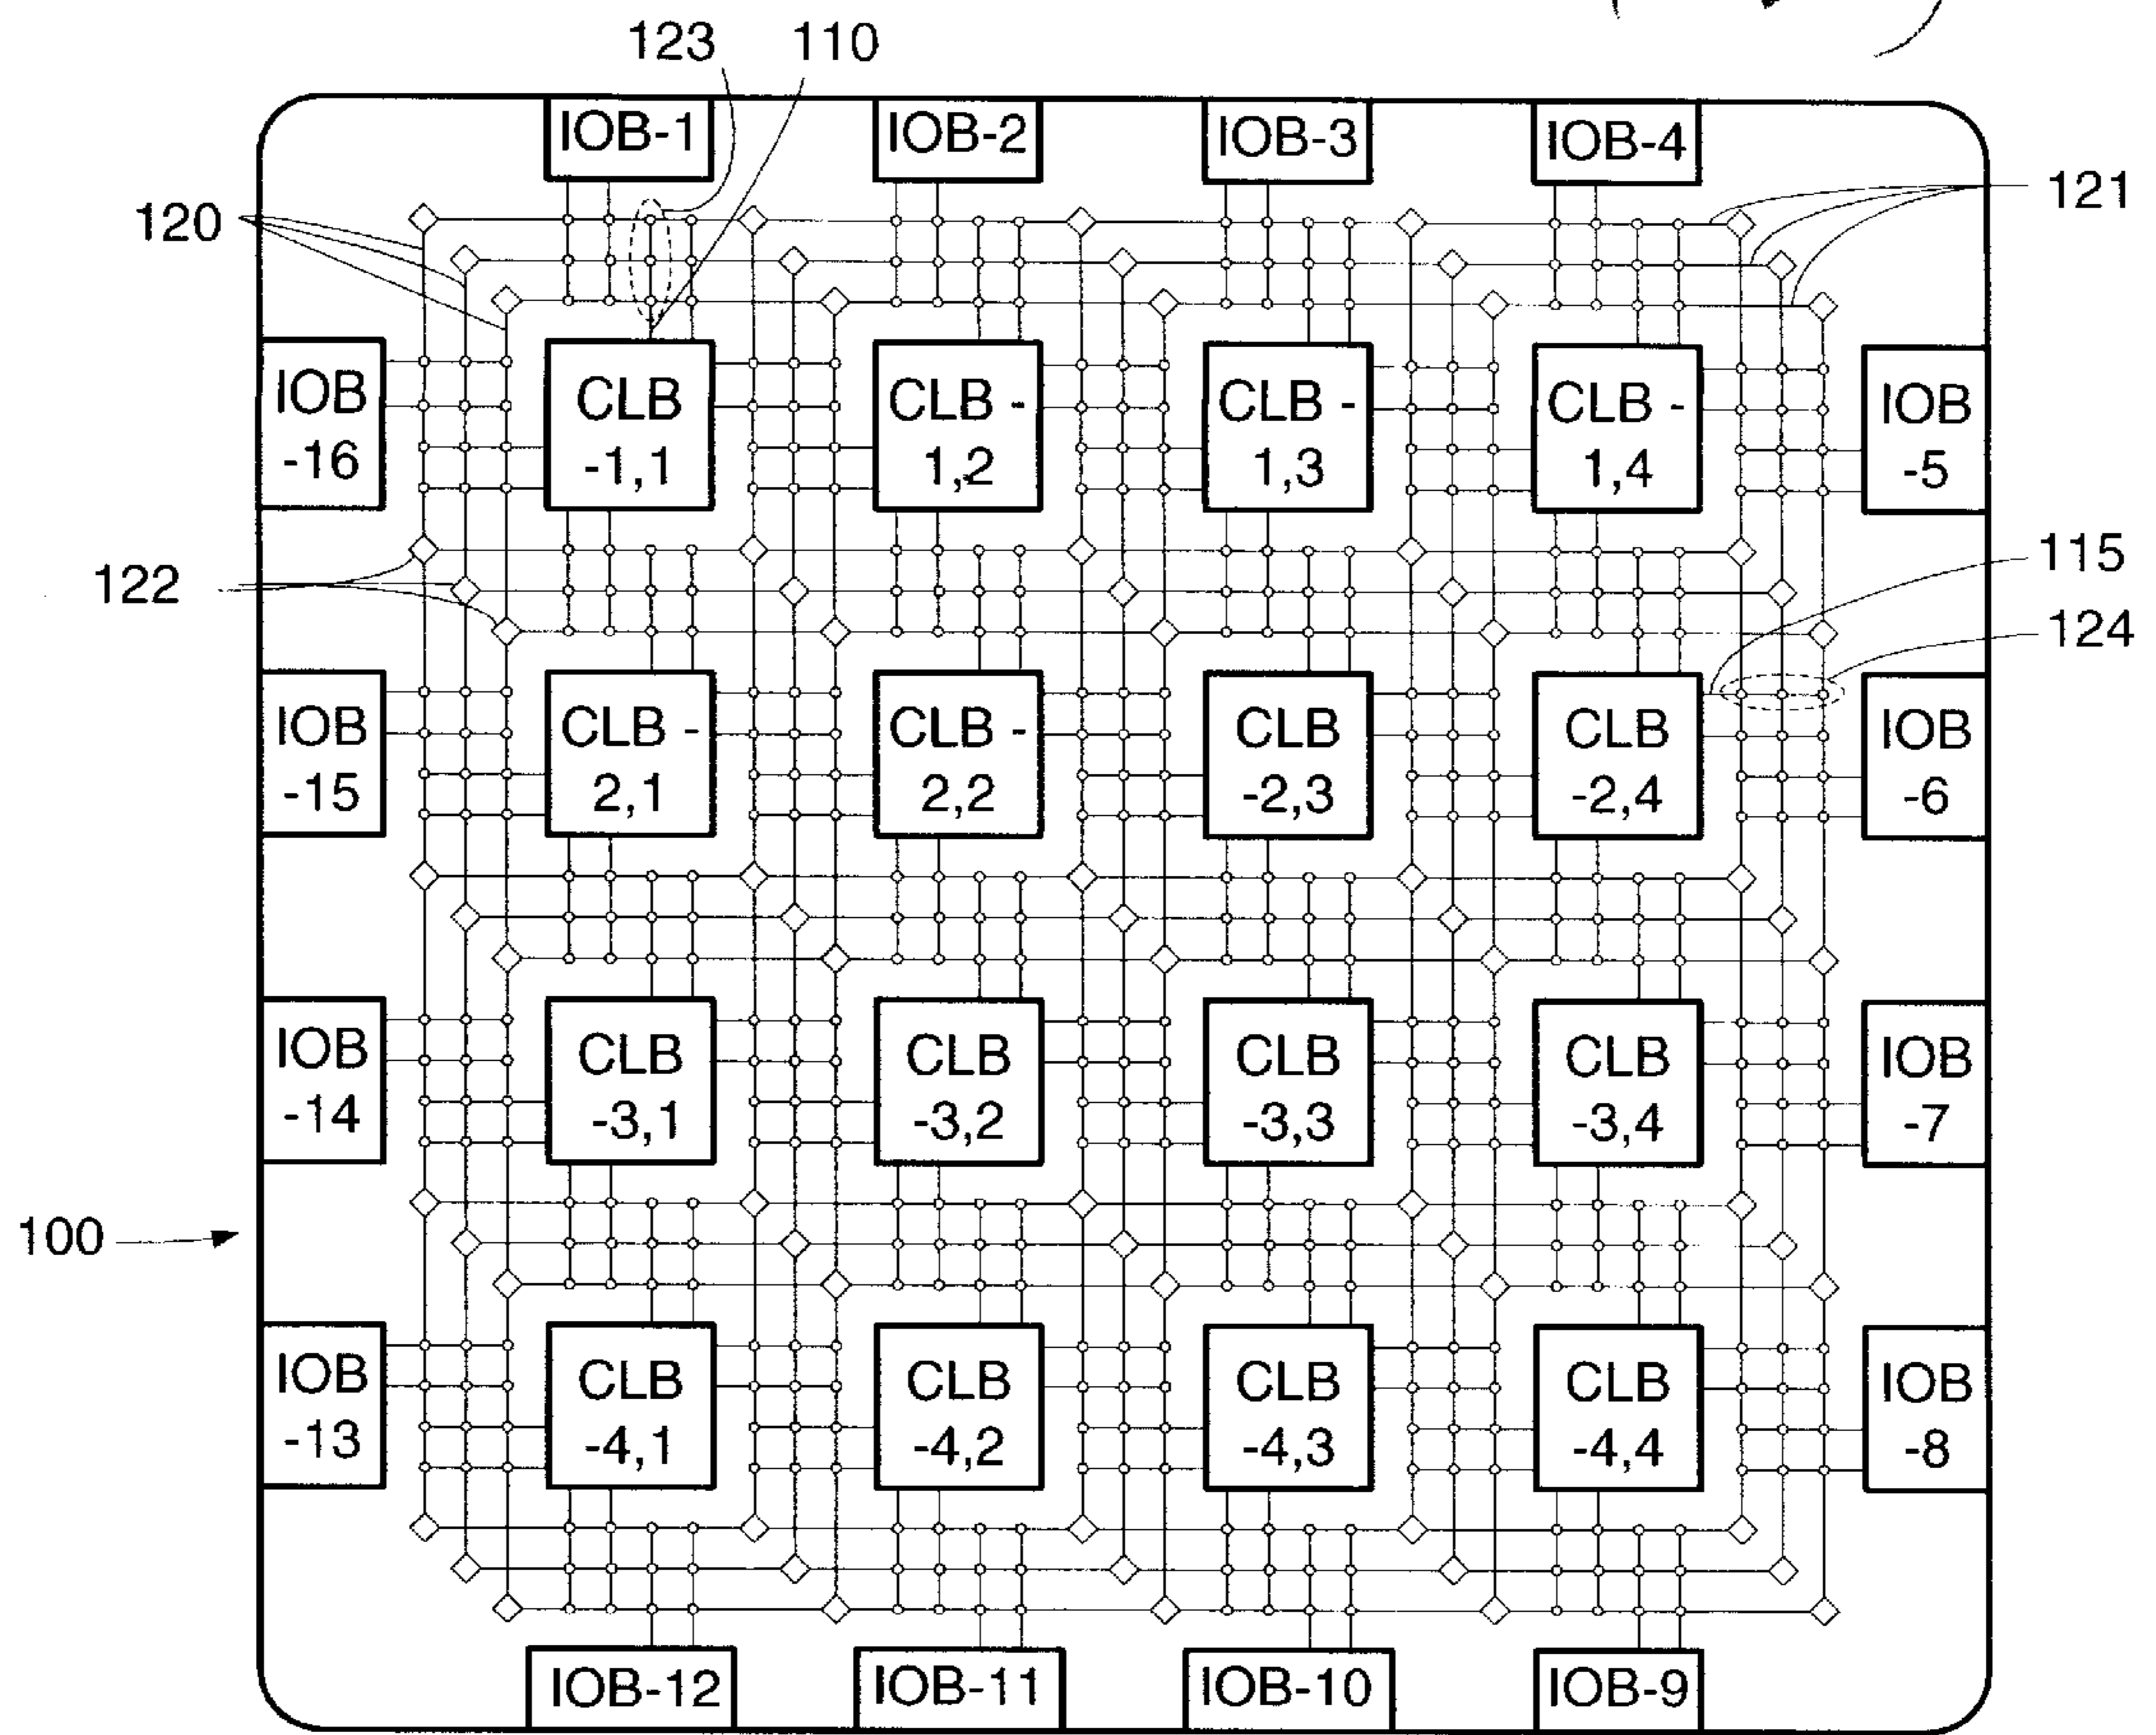 123 110
IOB-1 IOB-2 IOB-3 IOB-4
120
121
IOB
-16
CLB
-1,1
CLB -
1,2
CLB -
1,3
CLB -
1,4
IOB
-5
122
115
124
IOB
-15
CLB -
2,1
CLB -
2,2
CLB
-2,3
CLB
-2,4
IOB
-6
IOB
-14
CLB
-3,1
CLB
-3,2
CLB
-3,3
CLB
-3,4
IOB
-7
100
IOB
-13
CLB
-4,1
CLB
-4,2
CLB
-4,3
CLB
-4,4
IOB
-8
IOB-12 IOB-11 IOB-10 IOB-9